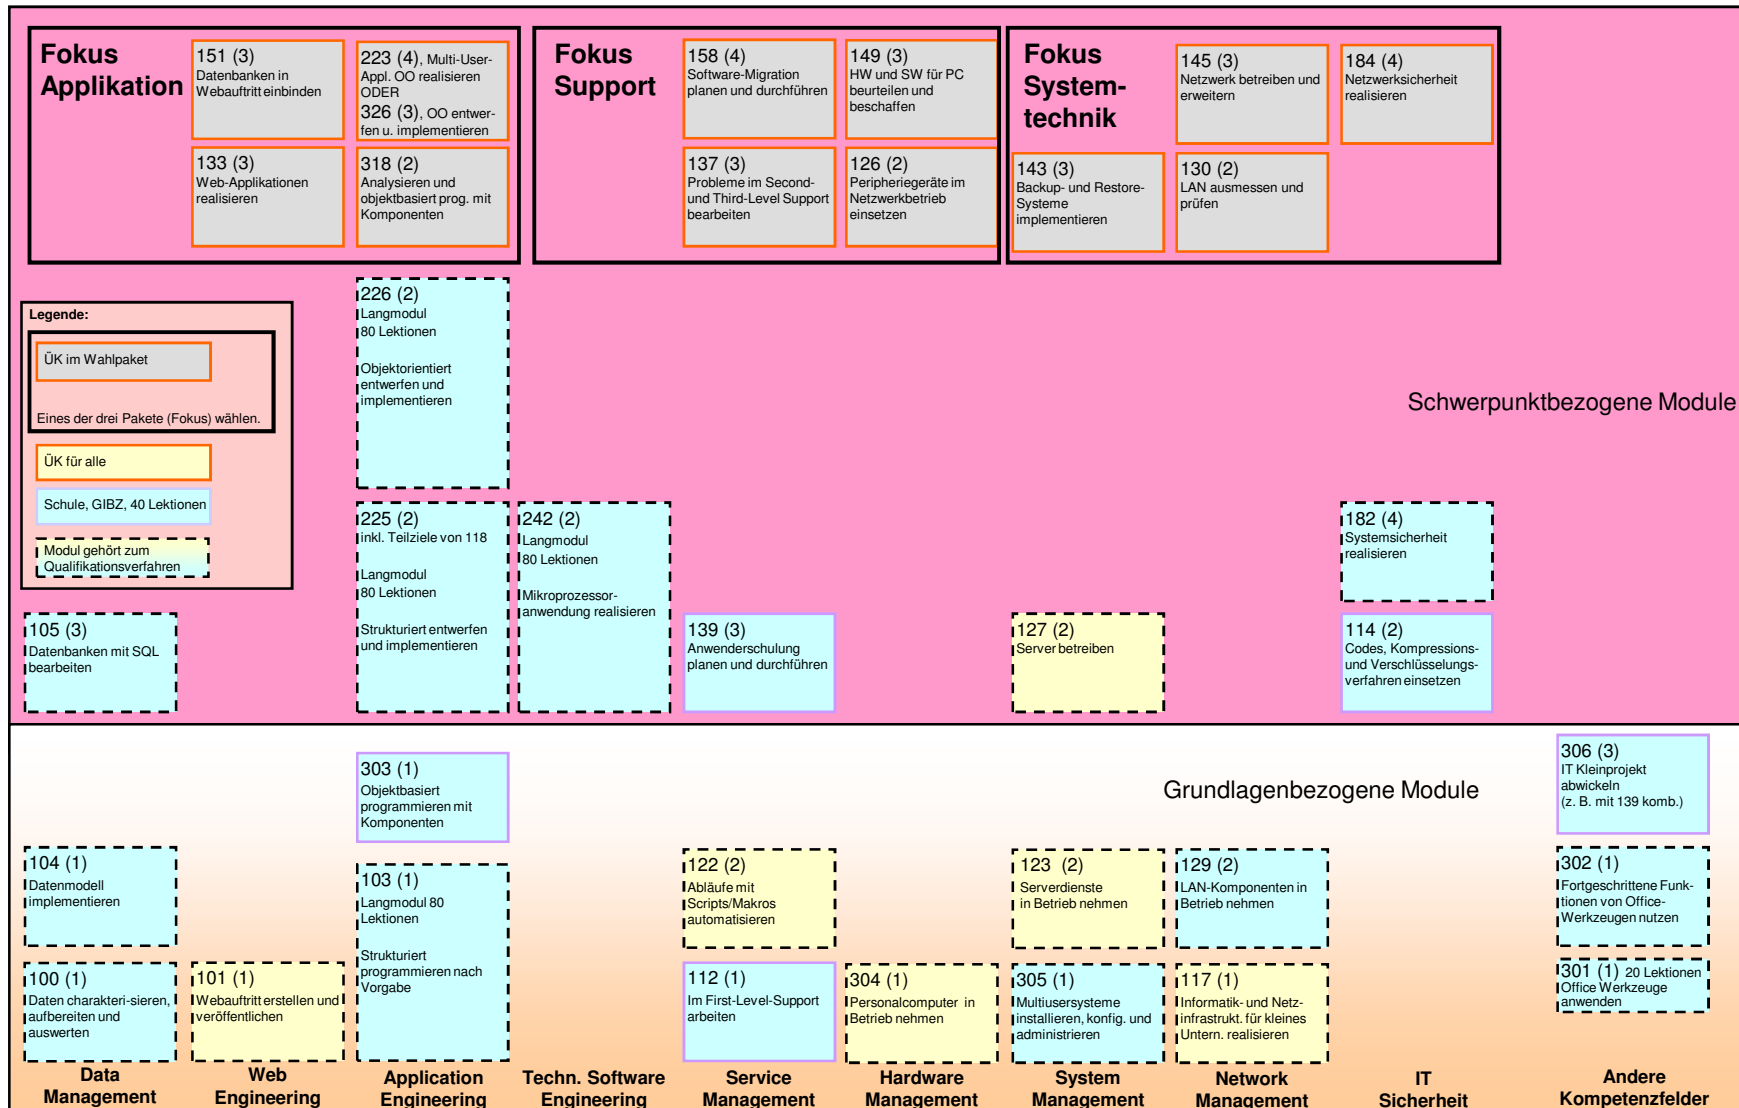 Fokus
Applikation
151 (3)
Datenbanken in
Webauftritt einbinden
223 (4), Multi-User-
Appl. OO realisieren
ODER
326 (3), OO entwer-
fen u. implementieren
133 (3)
Web-Applikationen
realisieren
318 (2)
Analysieren und
objektbasiert prog. mit
Komponenten
Fokus
Support
158 (4)
Software-Migration
planen und durchführen
149 (3)
HW und SW für PC
beurteilen und
beschaffen
137 (3)
Probleme im Second-
und Third-Level Support
bearbeiten
126 (2)
Peripheriegeräte im
Netzwerkbetrieb
einsetzen
Fokus
System-
technik
145 (3)
Netzwerk betreiben und
erweitern
184 (4)
Netzwerksicherheit
realisieren
143 (3)
Backup- und Restore-
Systeme
implementieren
130 (2)
LAN ausmessen und
prüfen
Legende:
ÜK im Wahlpaket
Eines der drei Pakete (Fokus) wählen.
ÜK für alle
Schule, GIBZ, 40 Lektionen
Modul gehört zum
Qualifikationsverfahren
226 (2)
Langmodul
80 Lektionen
Objektorientiert
entwerfen und
implementieren
Schwerpunktbezogene Module
225 (2)
inkl. Teilziele von 118
Langmodul
80 Lektionen
Strukturiert entwerfen
und implementieren
242 (2)
Langmodul
80 Lektionen
Mikroprozessor-
anwendung realisieren
182 (4)
Systemsicherheit
realisieren
105 (3)
Datenbanken mit SQL
bearbeiten
139 (3)
Anwenderschulung
planen und durchführen
127 (2)
Server betreiben
114 (2)
Codes, Kompressions-
und Verschlüsselungs-
verfahren einsetzen
303 (1)
Objektbasiert
programmieren mit
Komponenten
Grundlagenbezogene Module
306 (3)
IT Kleinprojekt
abwickeln
(z. B. mit 139 komb.)
104 (1)
Datenmodell
implementieren
103 (1)
Langmodul 80
Lektionen
Strukturiert
programmieren nach
Vorgabe
122 (2)
Abläufe mit
Scripts/Makros
automatisieren
123 (2)
Serverdienste
in Betrieb nehmen
129 (2)
LAN-Komponenten in
Betrieb nehmen
302 (1)
Fortgeschrittene Funk-
tionen von Office-
Werkzeugen nutzen
100 (1)
Daten charakteri-sieren,
aufbereiten und
auswerten
101 (1)
Webauftritt erstellen und
veröffentlichen
112 (1)
Im First-Level-Support
arbeiten
304 (1)
Personalcomputer in
Betrieb nehmen
305 (1)
Multiusersysteme
installieren, konfig. und
administrieren
117 (1)
Informatik- und Netz-
infrastrukt. für kleines
Untern. realisieren
301 (1) 20 Lektionen
Office Werkzeuge
anwenden
Data
Management
Web
Engineering
Application
Engineering
Techn. Software
Engineering
Service
Management
Hardware
Management
System
Management
Network
Management
IT
Sicherheit
Andere
Kompetenzfelder